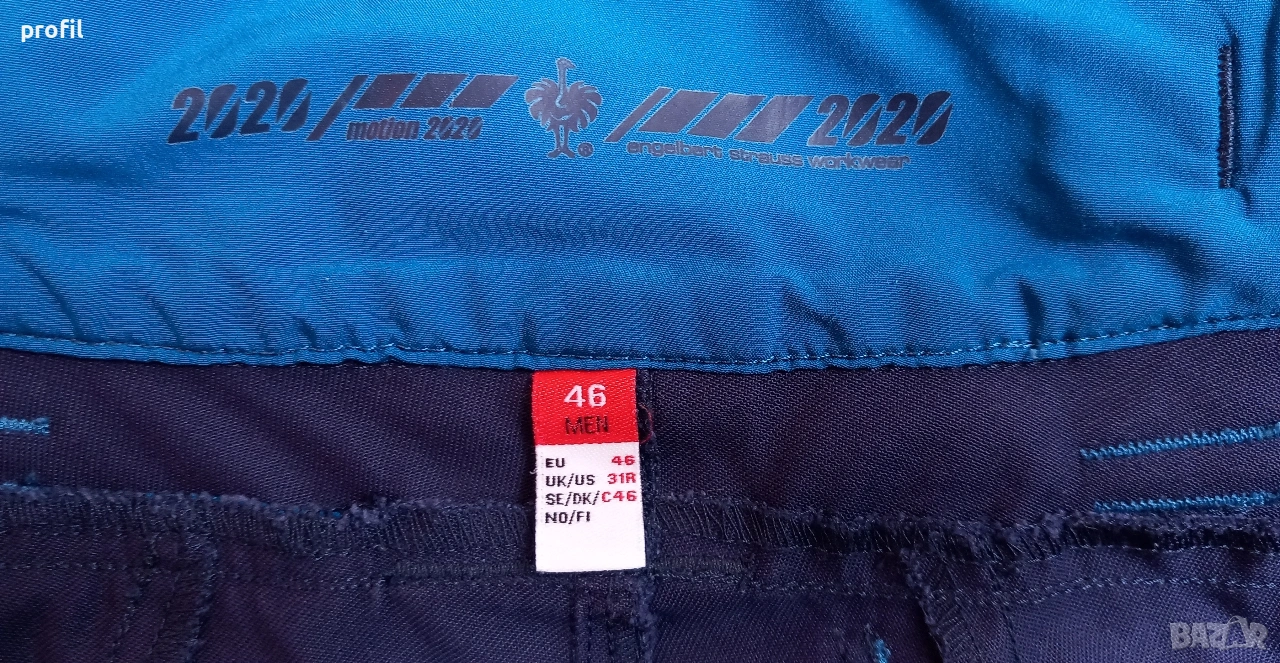 profil
2020/ motion 2020
® /2020
engelbert strauss workwear
46
MEN
EU 46
UK/US 31R
SE/DK/C46
NO/FI
BAZAR